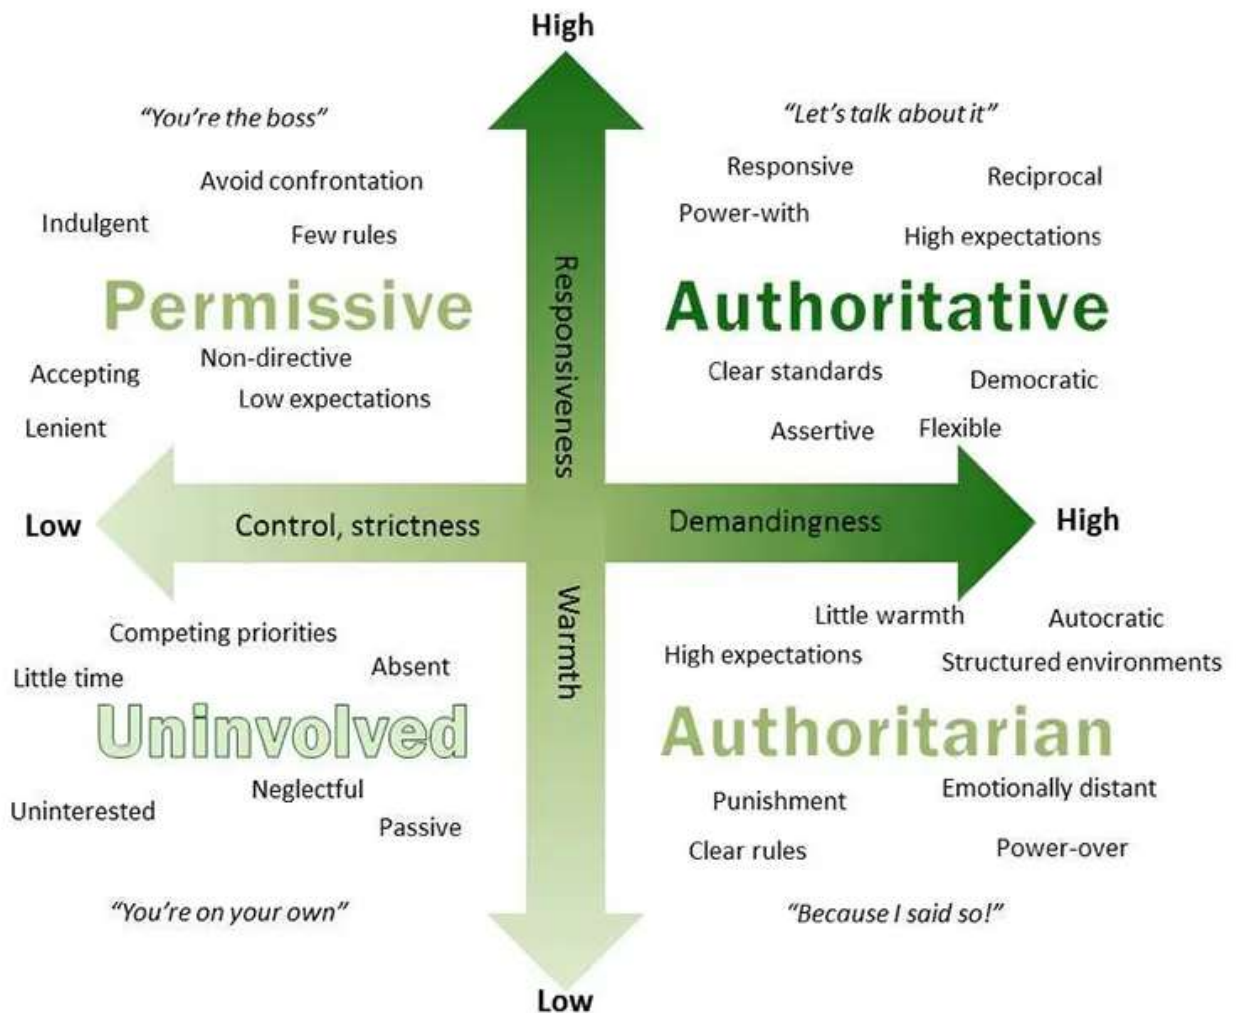 High
“You’re the boss”
Avoid confrontation
Indulgent
Few rules
Permissive
Non-directive
Accepting
Low expectations
Lenient
“Let’s talk about it”
Responsive
Reciprocal
Power-with
High expectations
Authoritative
Clear standards
Democratic
Assertive
Flexible
Responsiveness
Low
Control, strictness
Demandingness
High
Warmth
Competing priorities
Absent
Little time
Uninvolved
Neglectful
Uninterested
Passive
“You’re on your own”
Little warmth
Autocratic
High expectations
Structured environments
Authoritarian
Emotionally distant
Punishment
Clear rules
Power-over
“Because I said so!”
Low